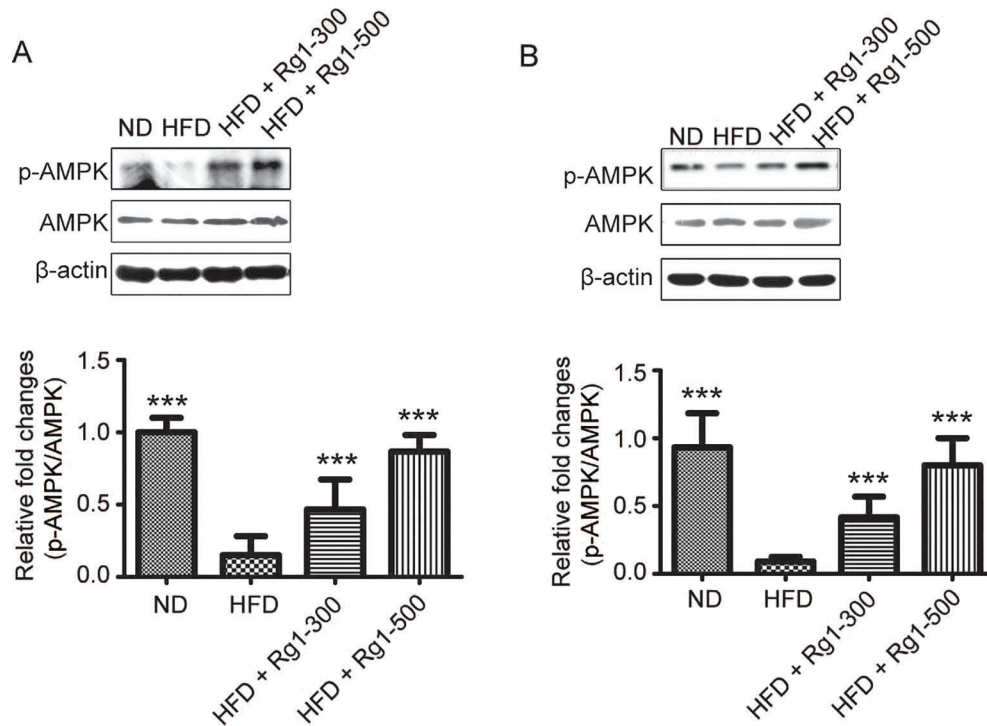 A
ND
HFD
HFD + Rg1-300
HFD + Rg1-500
p-AMPK
AMPK
β-actin
Relative fold changes
(p-AMPK/AMPK)
1.5
1.0
0.5
0.0
***
***
***
ND
HFD
HFD + Rg1-300
HFD + Rg1-500
B
ND
HFD
HFD + Rg1-300
HFD + Rg1-500
p-AMPK
AMPK
β-actin
Relative fold changes
(p-AMPK/AMPK)
1.5
1.0
0.5
0.0
***
***
***
ND
HFD
HFD + Rg1-300
HFD + Rg1-500